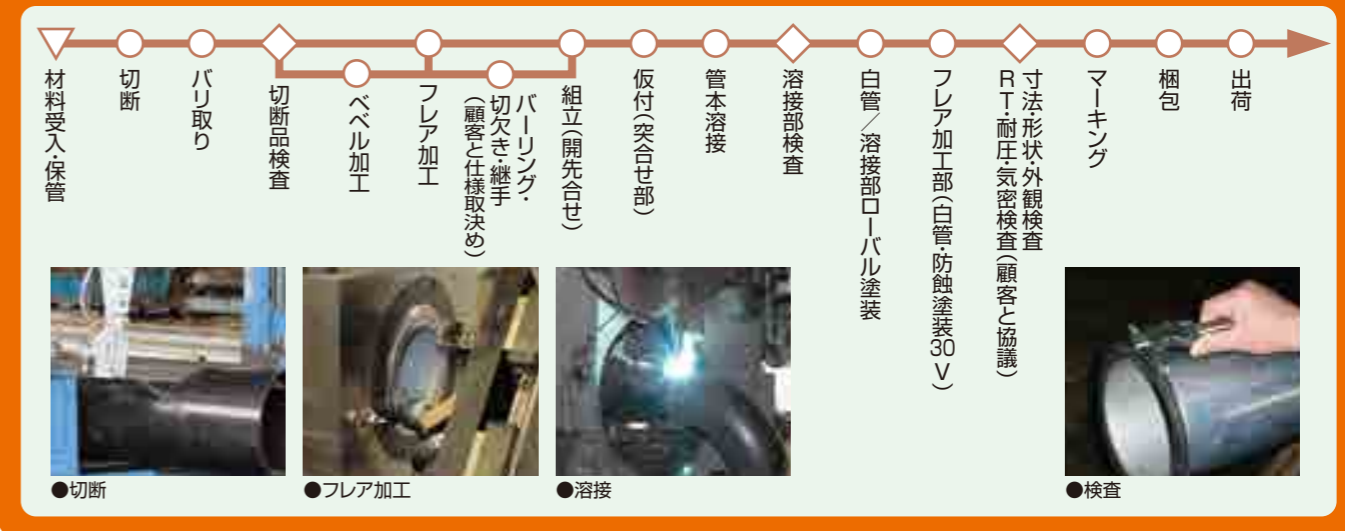 材料受入・保管
切断
バリ取り
切断品検査
ベベル加工
フレア加工
バーリング・
切欠き・継手
（顧客と仕様取決め）
組立（開先合せ）
仮付（突合せ部）
管本溶接
溶接部検査
白管／溶接部ローバル塗装
フレア加工部（白管・防蝕塗装30V）
寸法・形状・外観検査
RT・耐圧・気密検査（顧客と協議）
マーキング
梱包
出荷
●切断
●フレア加工
●溶接
●検査